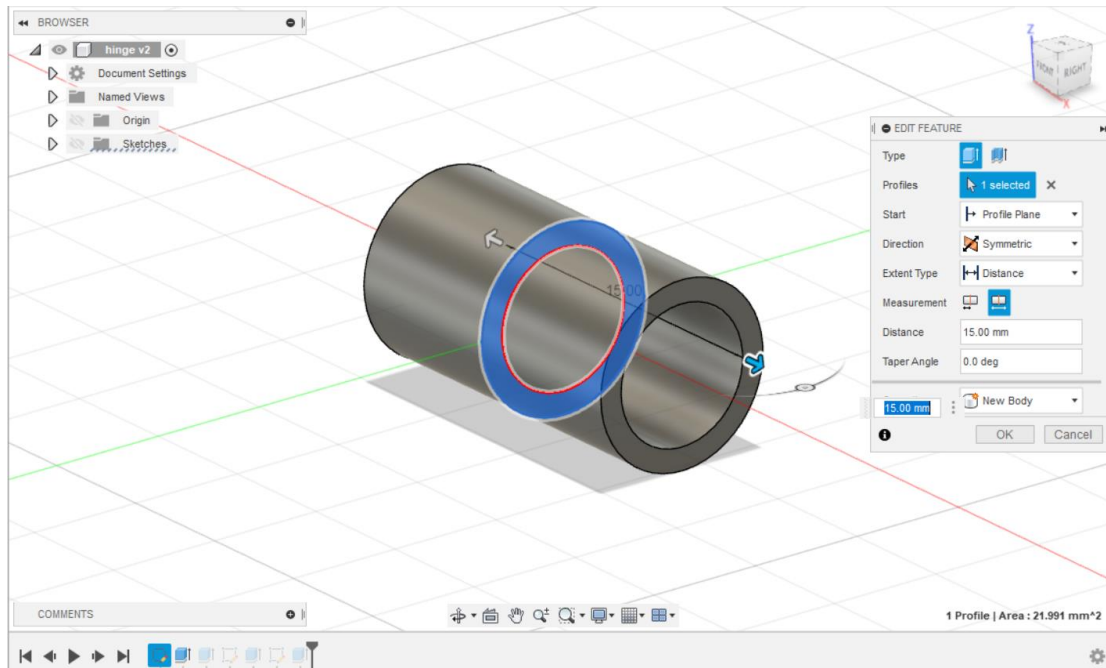 BROWSER
hinge v2
Document Settings
Named Views
Origin
Sketches
Z
FRONT
RIGHT
X
EDIT FEATURE
Type
Profiles 1 selected
Start Profile Plane
Direction Symmetric
Extent Type Distance
Measurement
Distance 15.00 mm
Taper Angle 0.0 deg
New Body
15.00 mm
OK Cancel
15.00
COMMENTS
1 Profile | Area : 21.991 mm^2